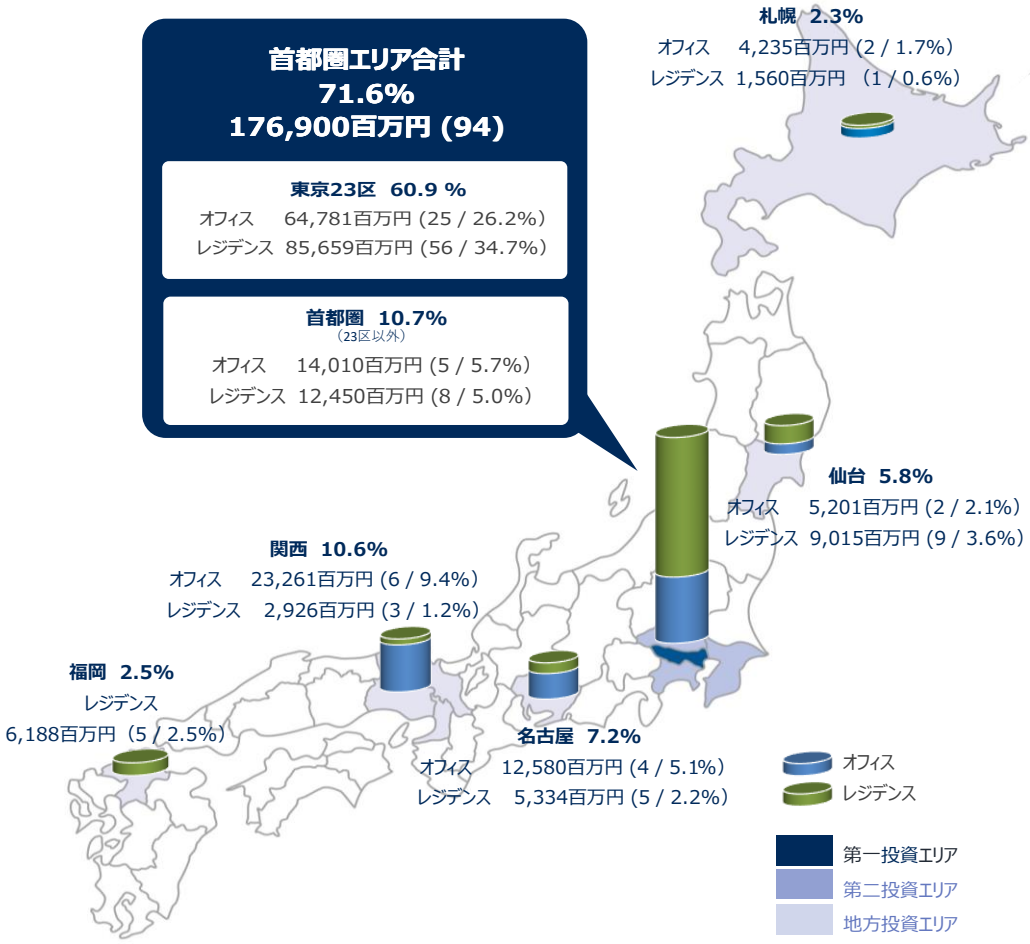 首都圏エリア合計
71.6%
176,900百万円 (94)
東京23区 60.9 %
オフィス 64,781百万円 (25 / 26.2%)
レジデンス 85,659百万円 (56 / 34.7%)
首都圏 10.7%
(23区以外)
オフィス 14,010百万円 (5 / 5.7%)
レジデンス 12,450百万円 (8 / 5.0%)
札幌 2.3%
オフィス 4,235百万円 (2 / 1.7%)
レジデンス 1,560百万円 (1 / 0.6%)
仙台 5.8%
オフィス 5,201百万円 (2 / 2.1%)
レジデンス 9,015百万円 (9 / 3.6%)
関西 10.6%
オフィス 23,261百万円 (6 / 9.4%)
レジデンス 2,926百万円 (3 / 1.2%)
福岡 2.5%
レジデンス
6,188百万円 (5 / 2.5%)
名古屋 7.2%
オフィス 12,580百万円 (4 / 5.1%)
レジデンス 5,334百万円 (5 / 2.2%)
オフィス
レジデンス
第一投資エリア
第二投資エリア
地方投資エリア